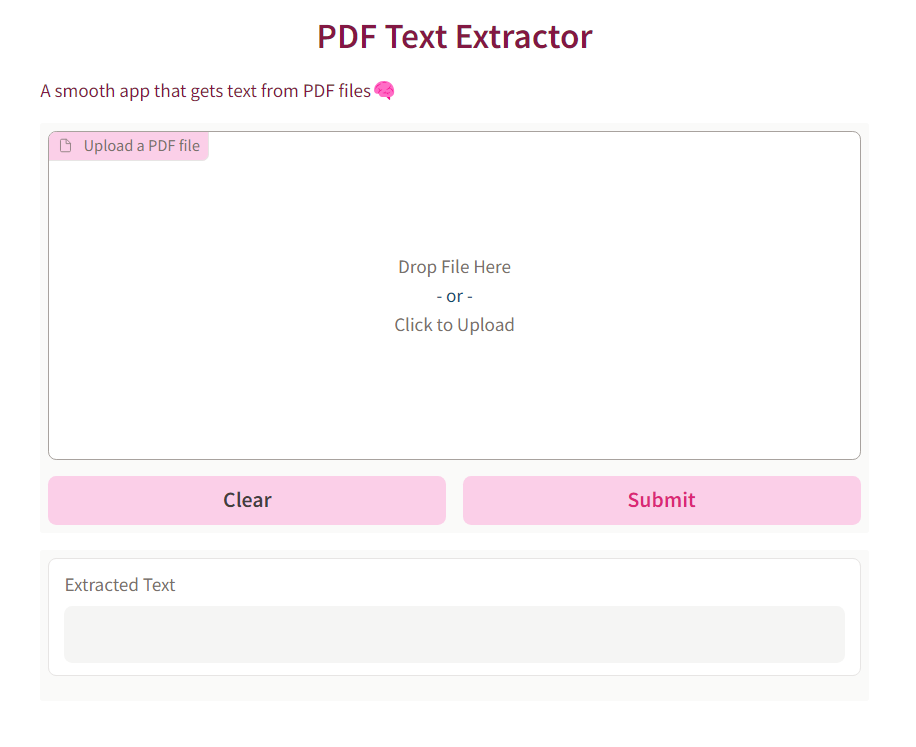 PDF Text Extractor
A smooth app that gets text from PDF files🧠
Upload a PDF file
Drop File Here
- or -
Click to Upload
Clear
Submit
Extracted Text